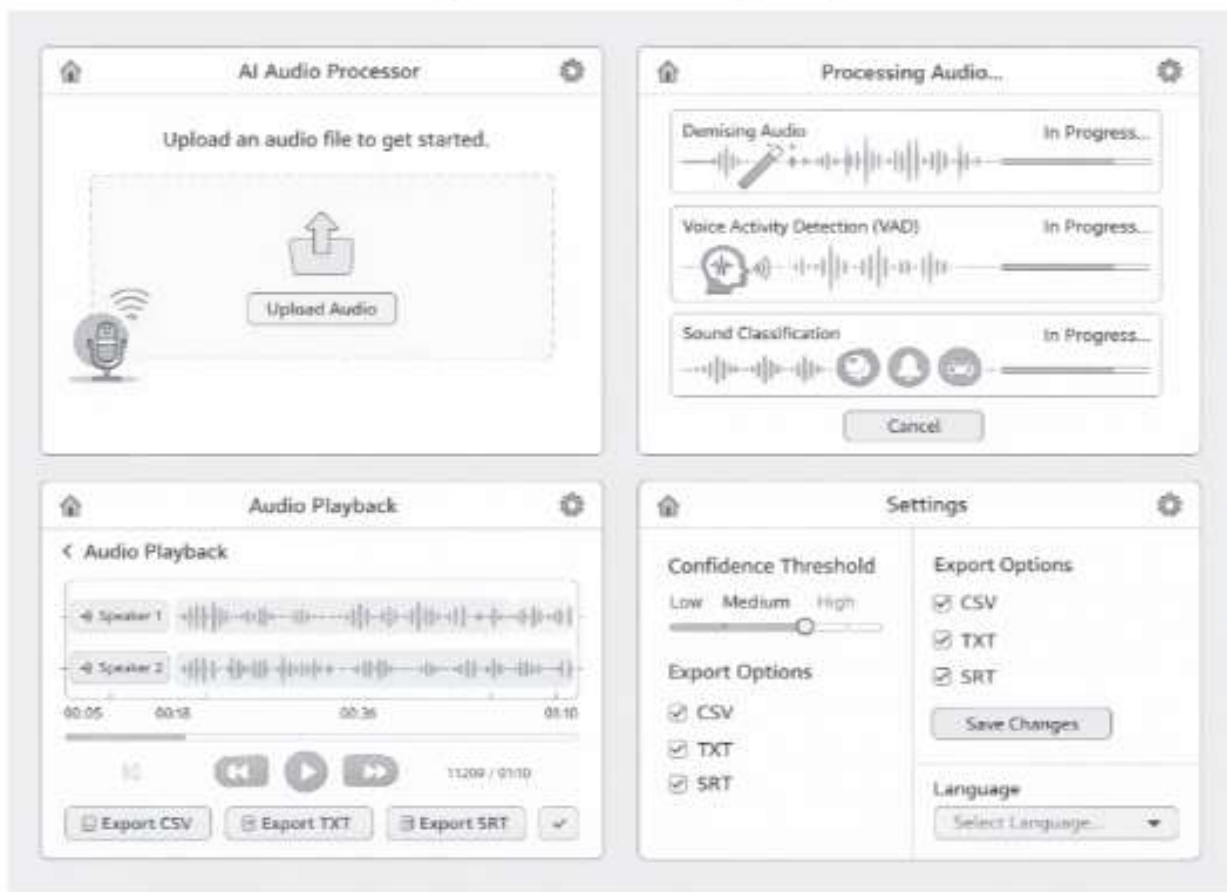 AI Audio Processor
Upload an audio file to get started.
Upload Audio
Processing Audio...
Demising Audio
In Progress...
Voice Activity Detection (VAD)
In Progress...
Sound Classification
In Progress...
Cancel
Audio Playback
< Audio Playback
Speaker 1
Speaker 2
00:05 00:18 00:36 01:10
11209 / 01:10
Export CSV Export TXT Export SRT
Settings
Confidence Threshold
Low Medium High
Export Options
CSV
TXT
SRT
Export Options
CSV
TXT
SRT
Save Changes
Language
Select Language...